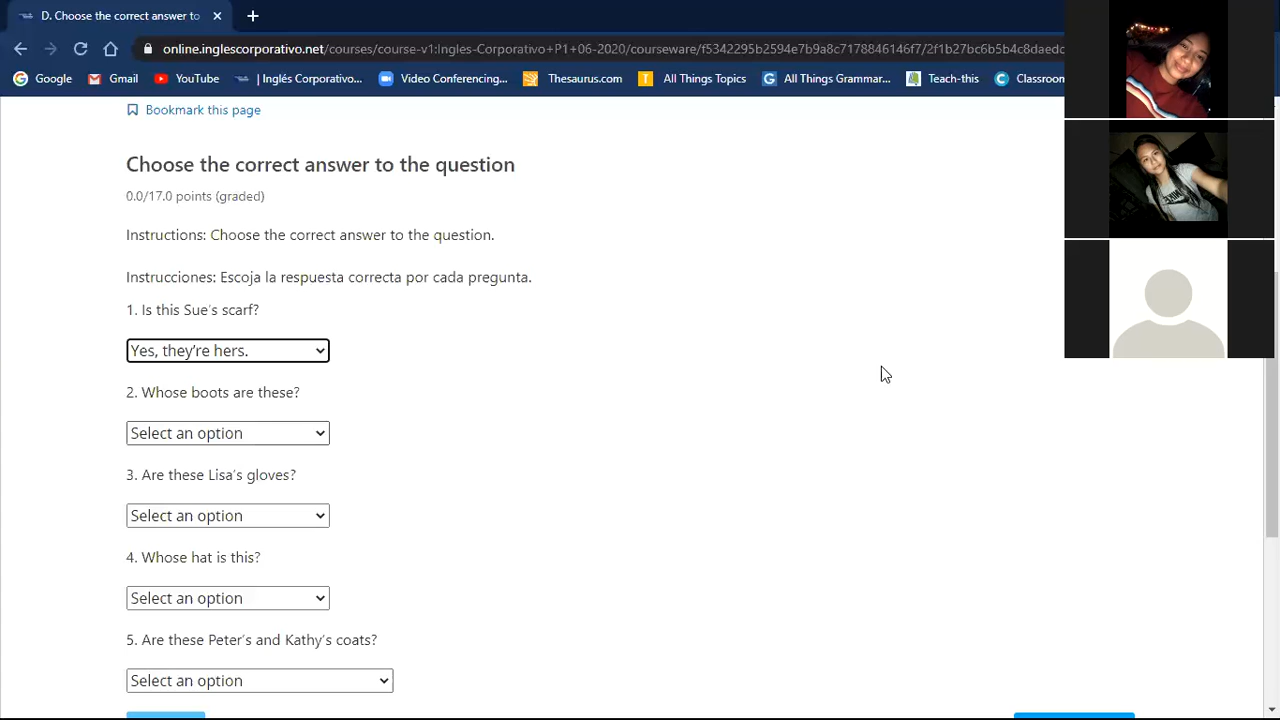 D. Choose the correct answer to
online.inglescorporativo.net/courses/course-v1:Ingles-Corporativo+P1+06-2020/courseware/f5342295b2594e7b9a8c7178846146f7/2f1b27bc6b5b4c8daedc
Google Gmail YouTube | Inglés Corporativo... Video Conferencing... Thesaurus.com All Things Topics All Things Grammar... Teach-this Classroom
Bookmark this page
Choose the correct answer to the question
0.0/17.0 points (graded)
Instructions: Choose the correct answer to the question.
Instrucciones: Escoja la respuesta correcta por cada pregunta.
1. Is this Sue's scarf?
Yes, they're hers.
2. Whose boots are these?
Select an option
3. Are these Lisa's gloves?
Select an option
4. Whose hat is this?
Select an option
5. Are these Peter's and Kathy's coats?
Select an option